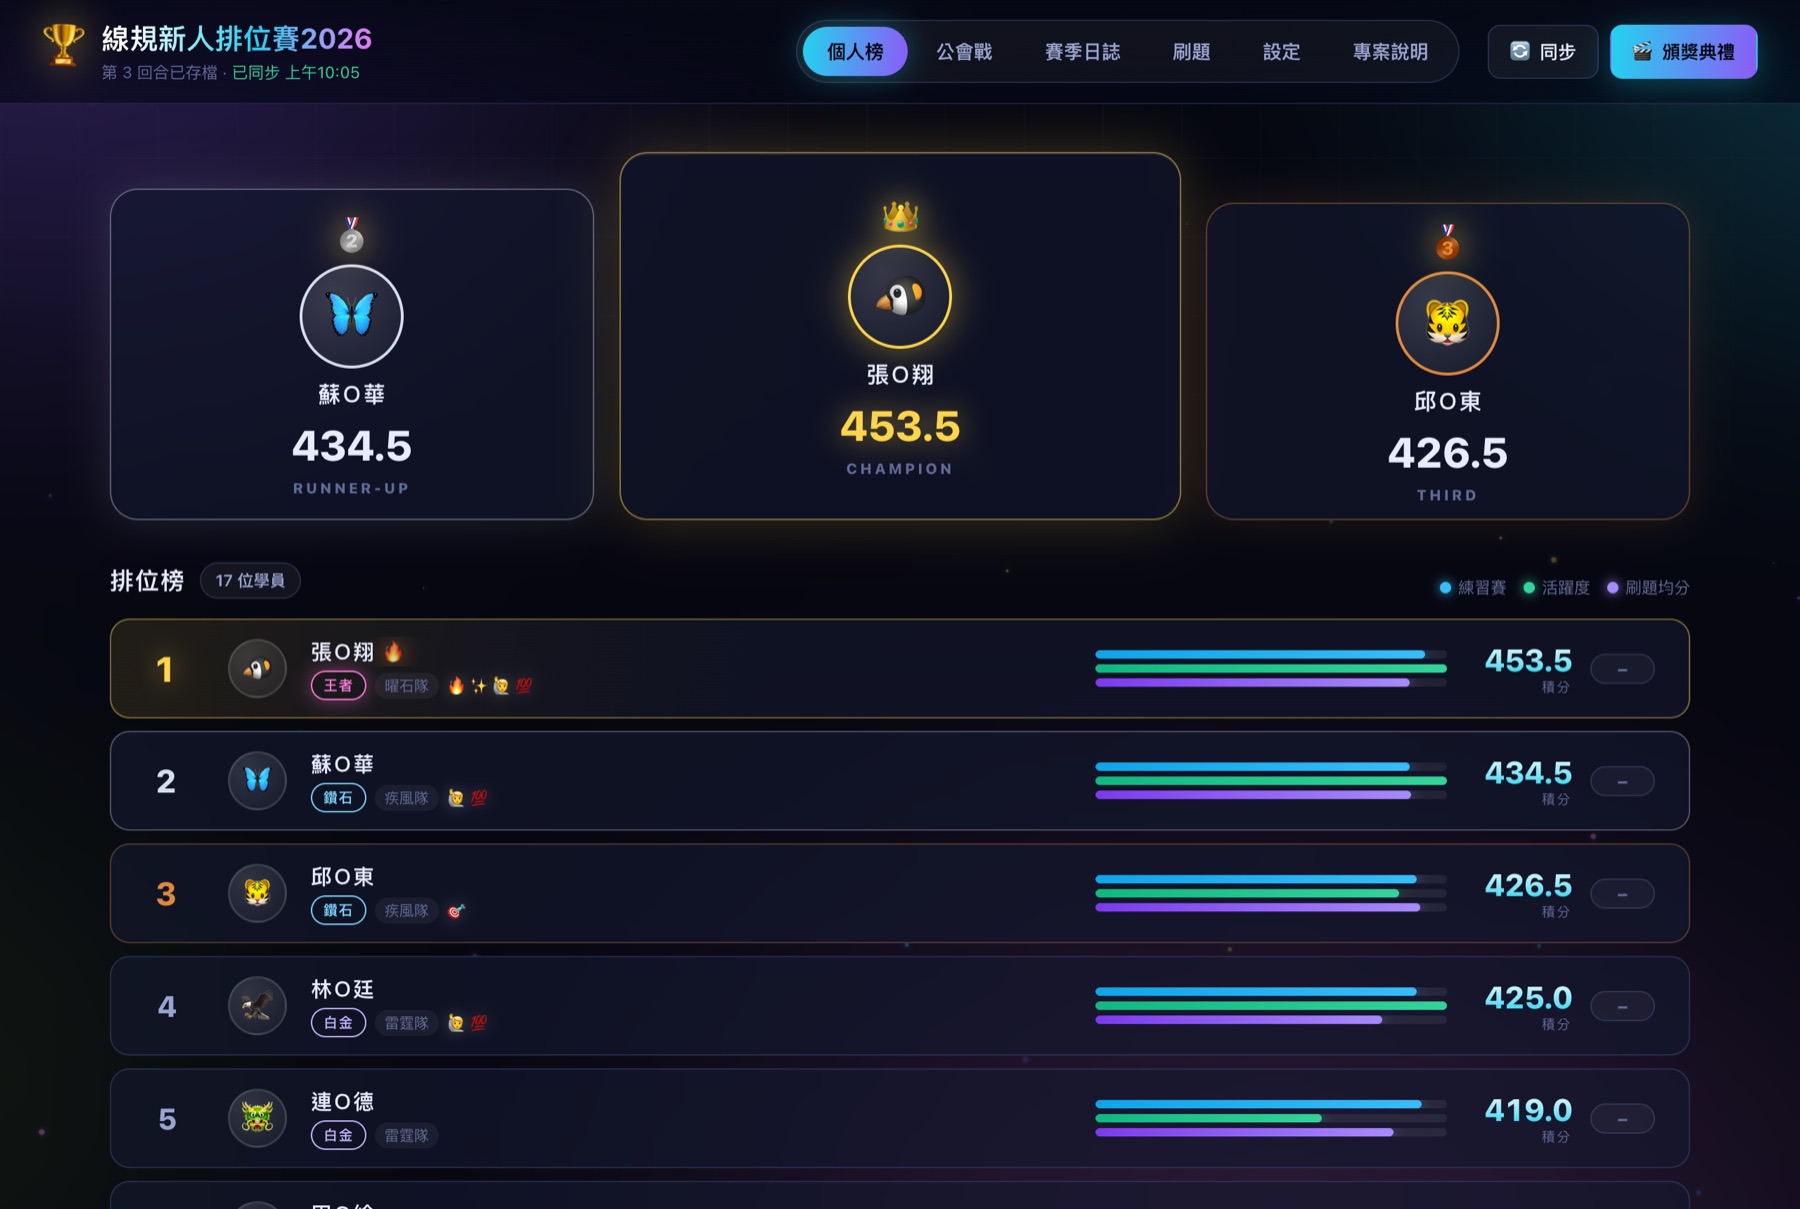 線規新人排位賽2026
第 3 回合已存檔 · 已同步 上午10:05
個人榜
公會戰
賽季日誌
刷題
設定
專案說明
同步
頒獎典禮
2
蘇O華
434.5
RUNNER-UP
張O翔
453.5
CHAMPION
3
邱O東
426.5
THIRD
排位榜
17 位學員
練習賽
活躍度
刷題均分
1
張O翔
王者
曜石隊
100
453.5
積分
–
2
蘇O華
鑽石
疾風隊
100
434.5
積分
–
3
邱O東
鑽石
疾風隊
426.5
積分
–
4
林O廷
白金
雷霆隊
100
425.0
積分
–
5
連O德
白金
雷霆隊
419.0
積分
–